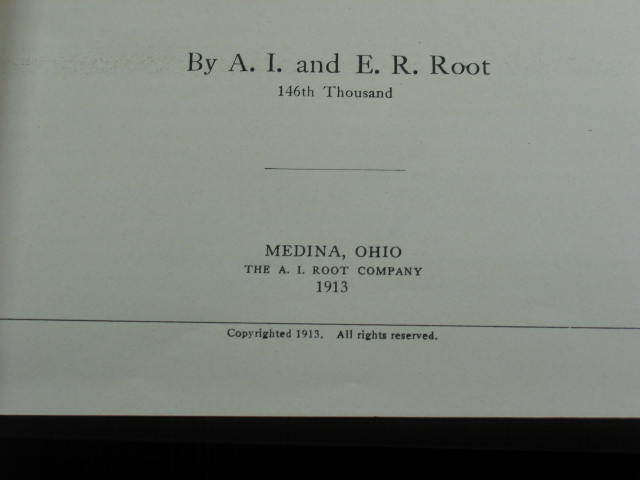 By A. I. and E. R. Root
146th Thousand
MEDINA, OHIO
THE A. I. ROOT COMPANY
1913
Copyrighted 1913. All rights reserved.